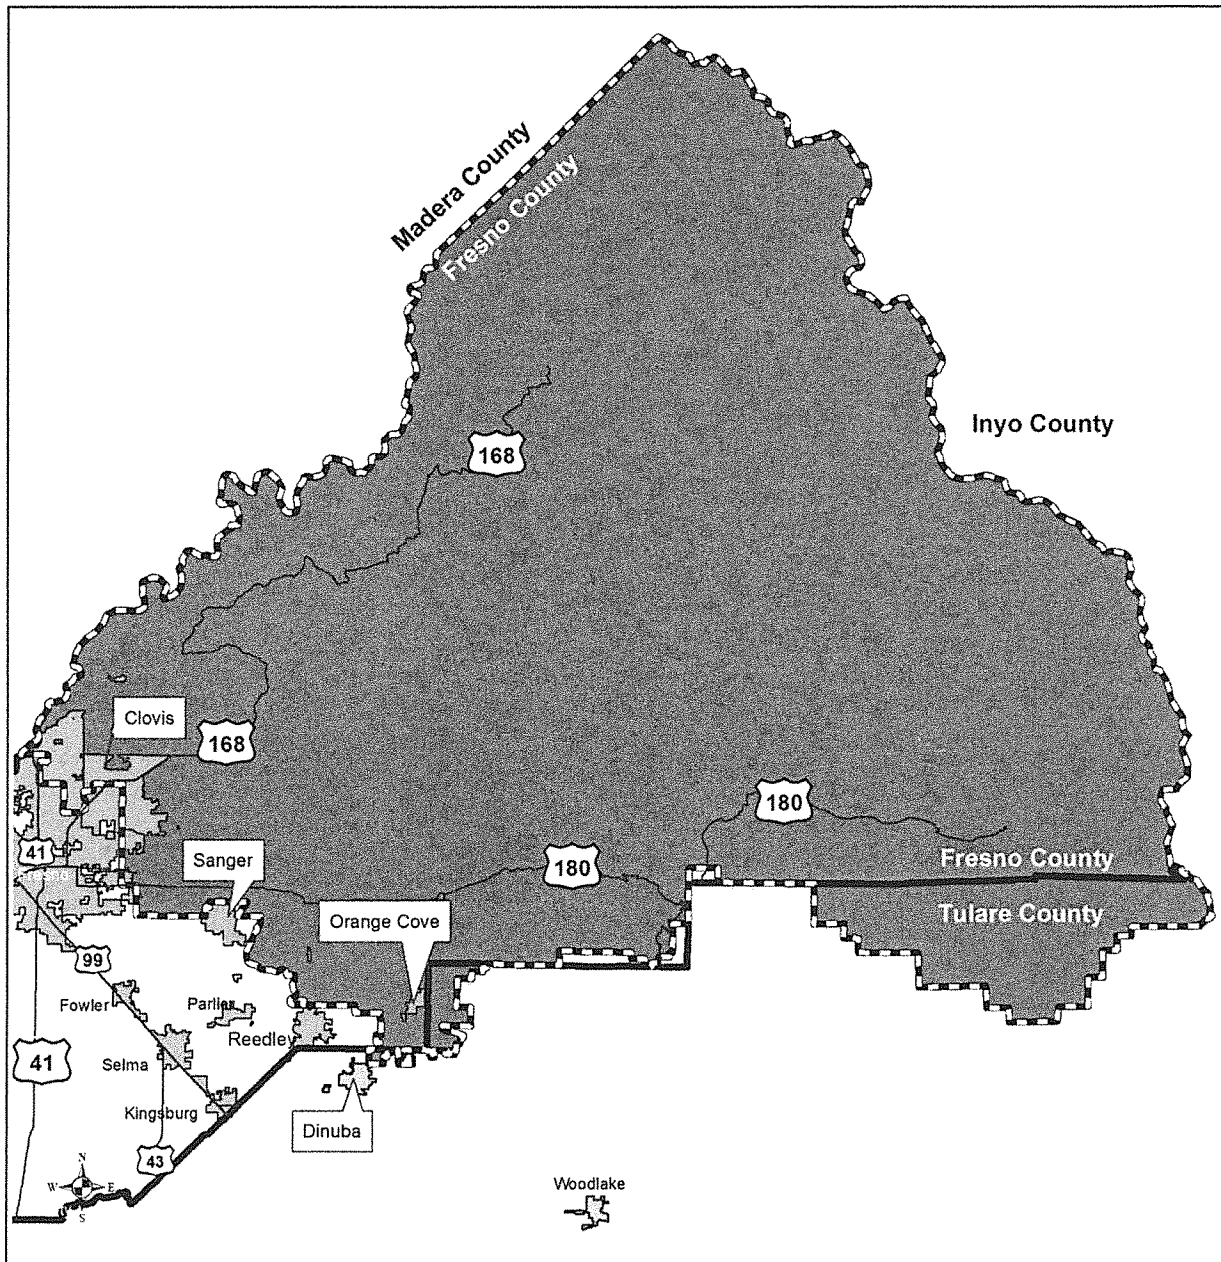 Madera County
Fresno County
Inyo County
168
Clovis
168
180
41
Fresno
Sanger
180
Fresno County
Orange Cove
Tulare County
99
Fowler
Parlier
Reedley
41
Selma
Kingsburg
Dinuba
43
N
W E
S
Woodlake